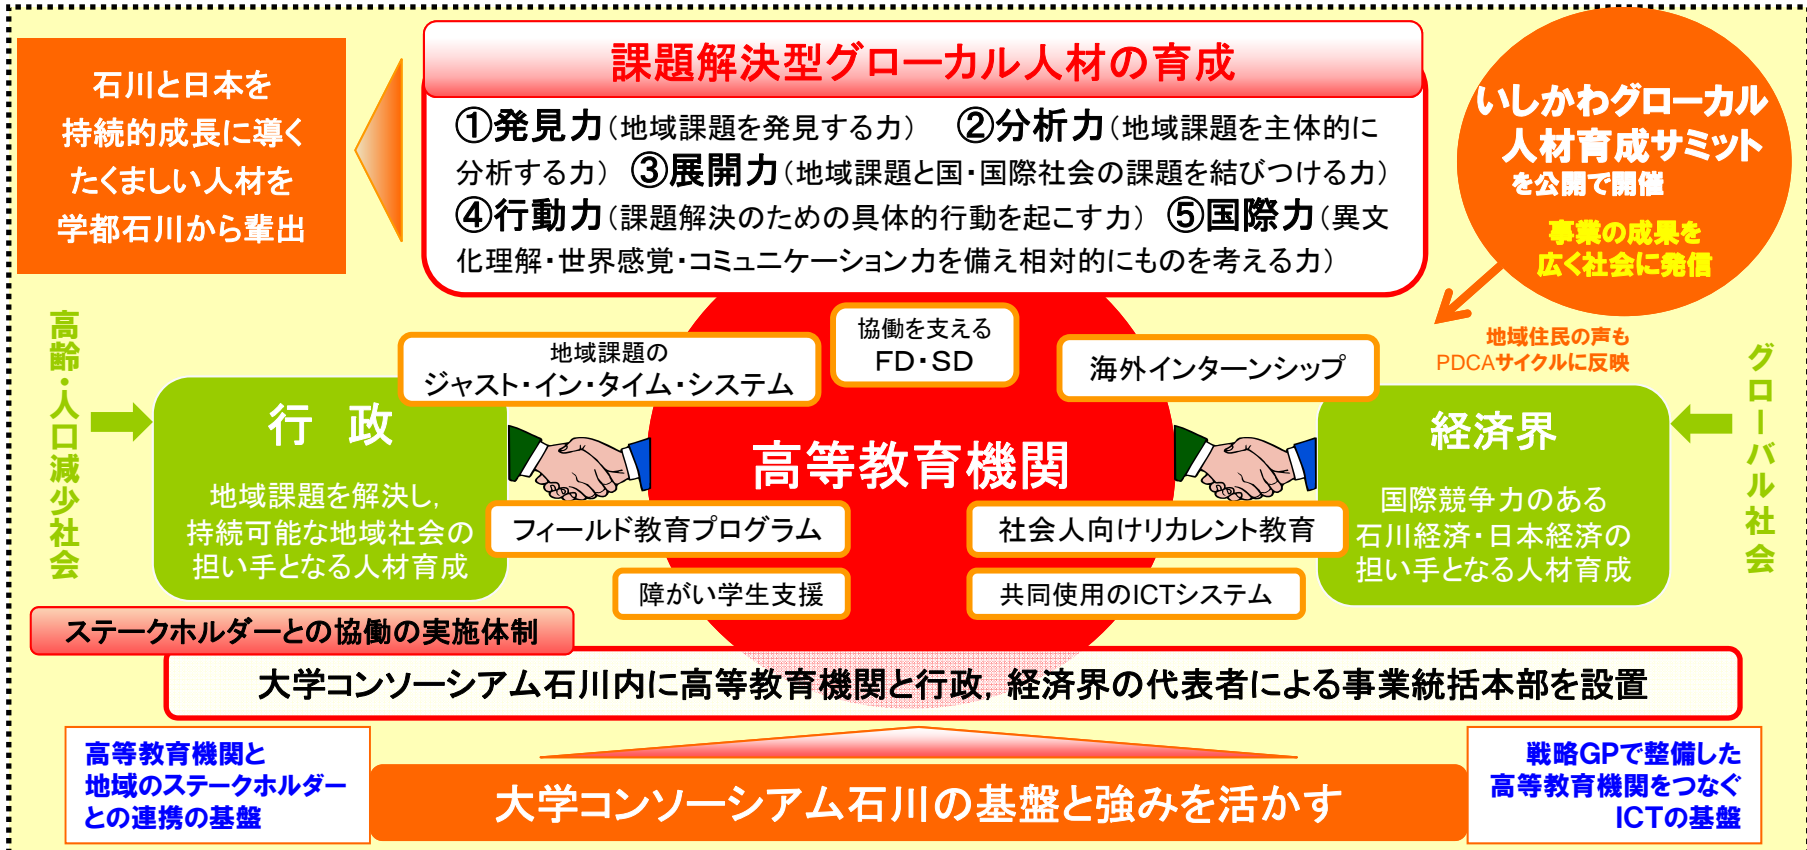 石川と日本を
持続的成長に導く
たくましい人材を
学都石川から輩出
課題解決型グローカル人材の育成
①発見力(地域課題を発見する力) ②分析力(地域課題を主体的に
分析する力) ③展開力(地域課題と国・国際社会の課題を結びつける力)
④行動力(課題解決のための具体的行動を起こす力) ⑤国際力(異文
化理解・世界感覚・コミュニケーション力を備え相対的にものを考える力)
いしかわグローカル
人材育成サミット
を公開で開催
事業の成果を
広く社会に発信
地域住民の声も
PDCAサイクルに反映
高齢・人口減少社会
グローバル社会
地域課題の
ジャスト・イン・タイム・システム
協働を支える
FD・SD
海外インターンシップ
行 政
地域課題を解決し,
持続可能な地域社会の
担い手となる人材育成
高等教育機関
経済界
国際競争力のある
石川経済・日本経済の
担い手となる人材育成
フィールド教育プログラム
社会人向けリカレント教育
障がい学生支援
共同使用のICTシステム
ステークホルダーとの協働の実施体制
大学コンソーシアム石川内に高等教育機関と行政, 経済界の代表者による事業統括本部を設置
高等教育機関と
地域のステークホルダー
との連携の基盤
大学コンソーシアム石川の基盤と強みを活かす
戦略GPで整備した
高等教育機関をつなぐ
ICTの基盤